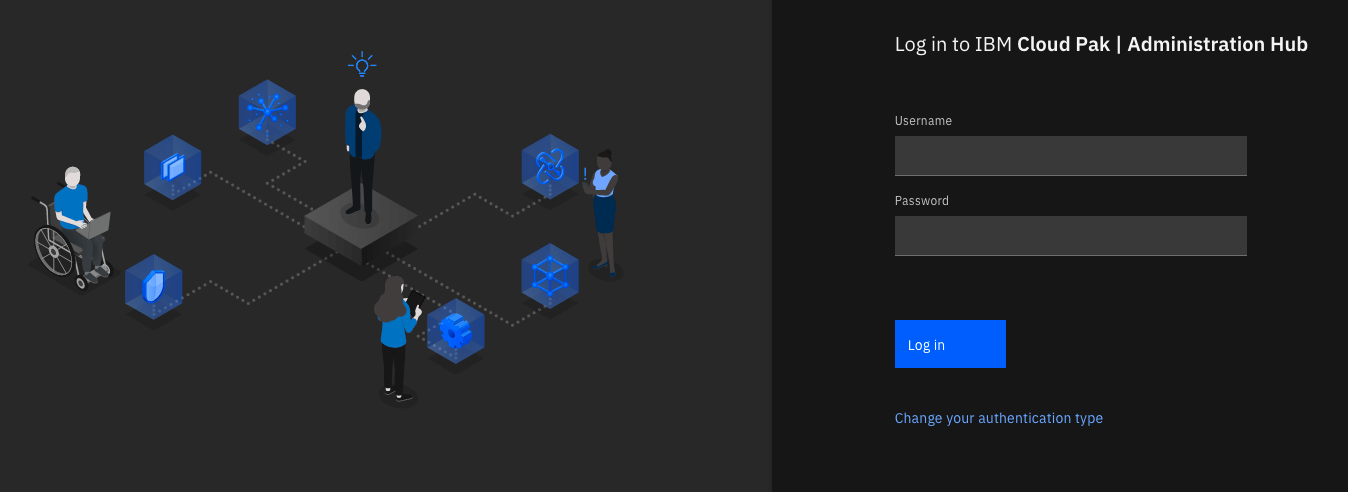 Log in to IBM Cloud Pak | Administration Hub
Username
Password
Log in
Change your authentication type